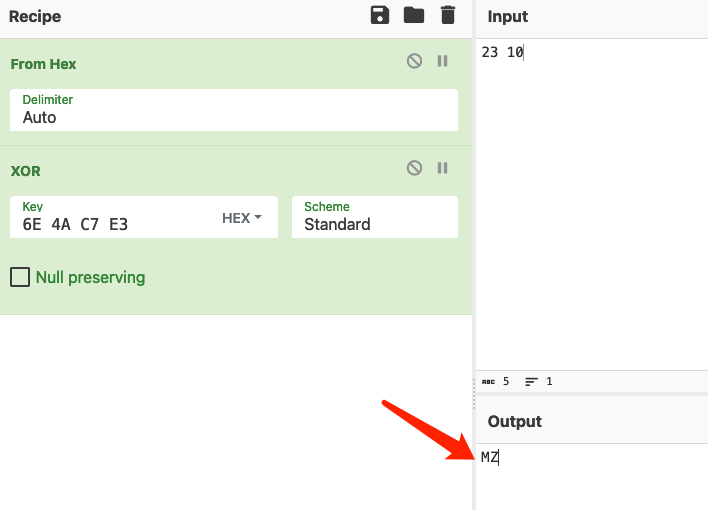 Recipe
From Hex
Delimiter
Auto
XOR
Key
6E 4A C7 E3
HEX
Scheme
Standard
Null preserving
Input
23 10
ABC 5
1
Output
MZ